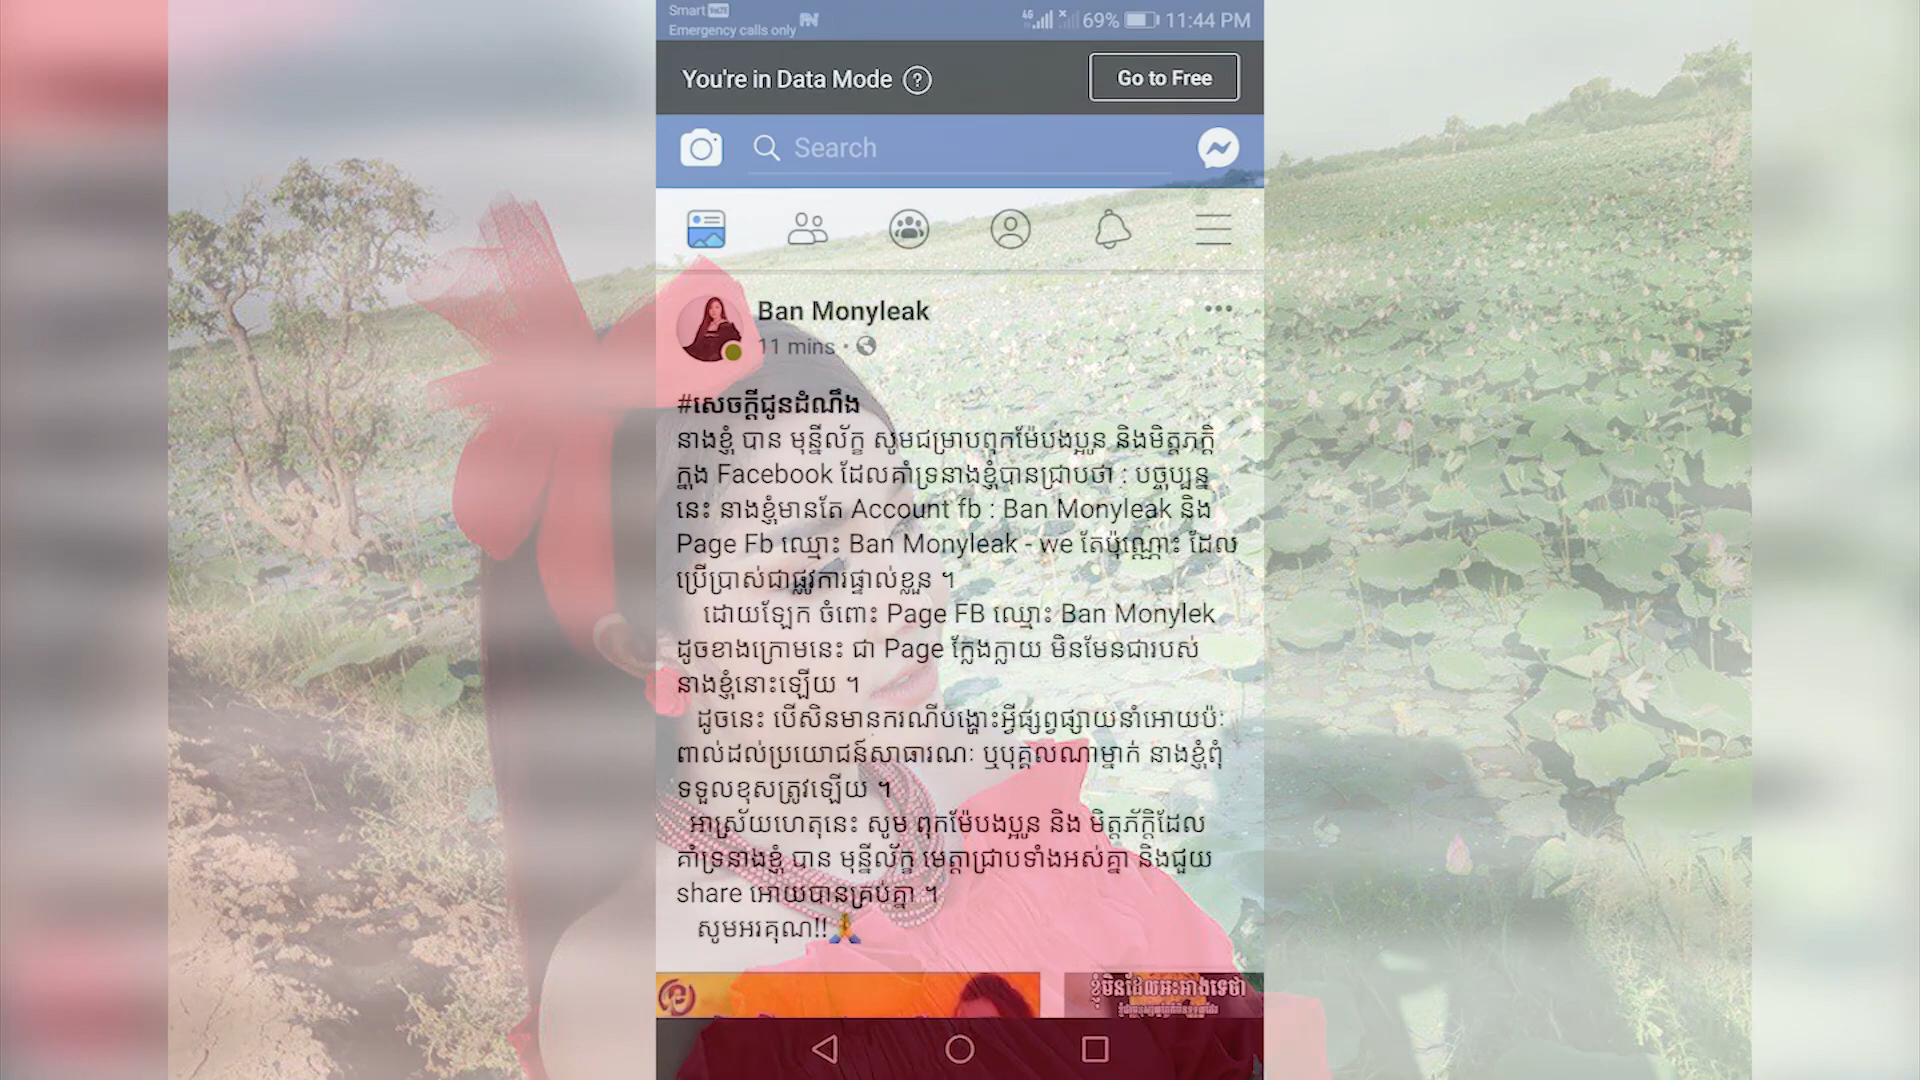 Smart VoLTE
Emergency calls only
4G
69%
11:44 PM
You're in Data Mode
Go to Free
Search
Ban Monyleak
11 mins
#សេចក្តីជូនដំណឹង
នាងខ្ញុំ បាន មុន្នីល័ក្ខ សូមជម្រាបពុកម៉ែបងប្អូន និងមិត្តភក្តិ
ក្នុង Facebook ដែលគាំទ្រនាងខ្ញុំបានជ្រាបថា : បច្ចុប្បន្ន
នេះ នាងខ្ញុំមានតែ Account fb : Ban Monyleak និង
Page Fb ឈ្មោះ Ban Monyleak - we តែប៉ុណ្ណោះ ដែល
ប្រើប្រាស់ជាផ្លូវការផ្ទាល់ខ្លួន ។
ដោយឡែក ចំពោះ Page FB ឈ្មោះ Ban Monylek
ដូចខាងក្រោមនេះ ជា Page ក្លែងក្លាយ មិនមែនជារបស់
នាងខ្ញុំនោះឡើយ ។
ដូចនេះ បើសិនមានករណីបង្ហោះអ្វីផ្សព្វផ្សាយនាំអោយប៉ះ
ពាល់ដល់ប្រយោជន៍សាធារណៈ ឬបុគ្គលណាម្នាក់ នាងខ្ញុំពុំ
ទទួលខុសត្រូវឡើយ ។
អាស្រ័យហេតុនេះ សូម ពុកម៉ែបងប្អូន និង មិត្តភ័ក្តិដែល
គាំទ្រនាងខ្ញុំ បាន មុន្នីល័ក្ខ មេត្តាជ្រាបទាំងអស់គ្នា និងជួយ
share អោយបានគ្រប់គ្នា ។
សូមអរគុណ!!🙏
ខ្ញុំមិនដែលអះអាងទេថា